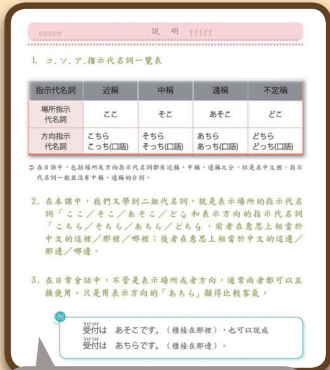 eeeee 說 明 fffff
1. コ.ソ.ア.指示代名詞一覽表
指示代名詞 近稱 中稱 遠稱 不定稱
場所指示代名詞 ここ そこ あそこ どこ
方向指示 こちら そちら あちら どちら
代名詞 こっち(口語) そっち(口語) あっち(口語) どっち(口語)
在日語中,包括場所及方向指示代名詞都有近稱、中稱、遠稱之分,但是在中文裡,指示
代名詞一般並沒有中稱、遠稱的分別。
2. 在本課中,我們又學到二組代名詞,就是表示場所的指示代名
詞「ここ/そこ/あそこ/どこ和表示方向的指示代名詞
「こちら/そちら/あちら/どちら,前者在意思上相當於
中文的這裡/那裡/哪裡;後者在意思上相當於中文的這邊/
那邊/哪邊。
3. 在日常會話中,不管是表示場所或者方向,通常兩者都可以互
換使用,只是用表示方向的「あちら」顯得比較客氣。
例
受付は あそこです。(櫃檯在那裡),也可以說成
受付は あちらです。(櫃檯在那邊)。